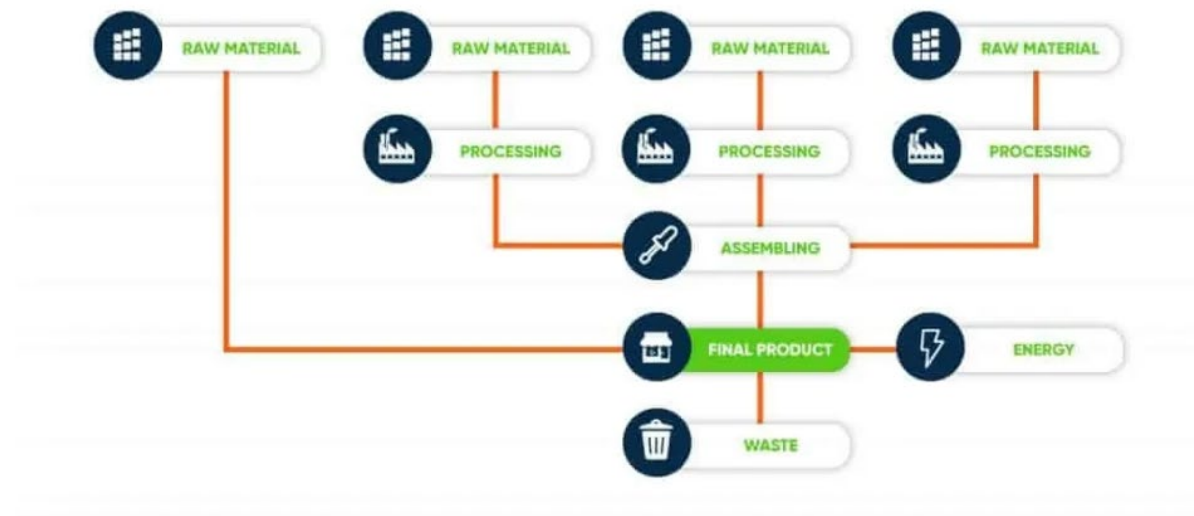 RAW MATERIAL
RAW MATERIAL
RAW MATERIAL
RAW MATERIAL
PROCESSING
PROCESSING
PROCESSING
ASSEMBLING
FINAL PRODUCT
ENERGY
WASTE